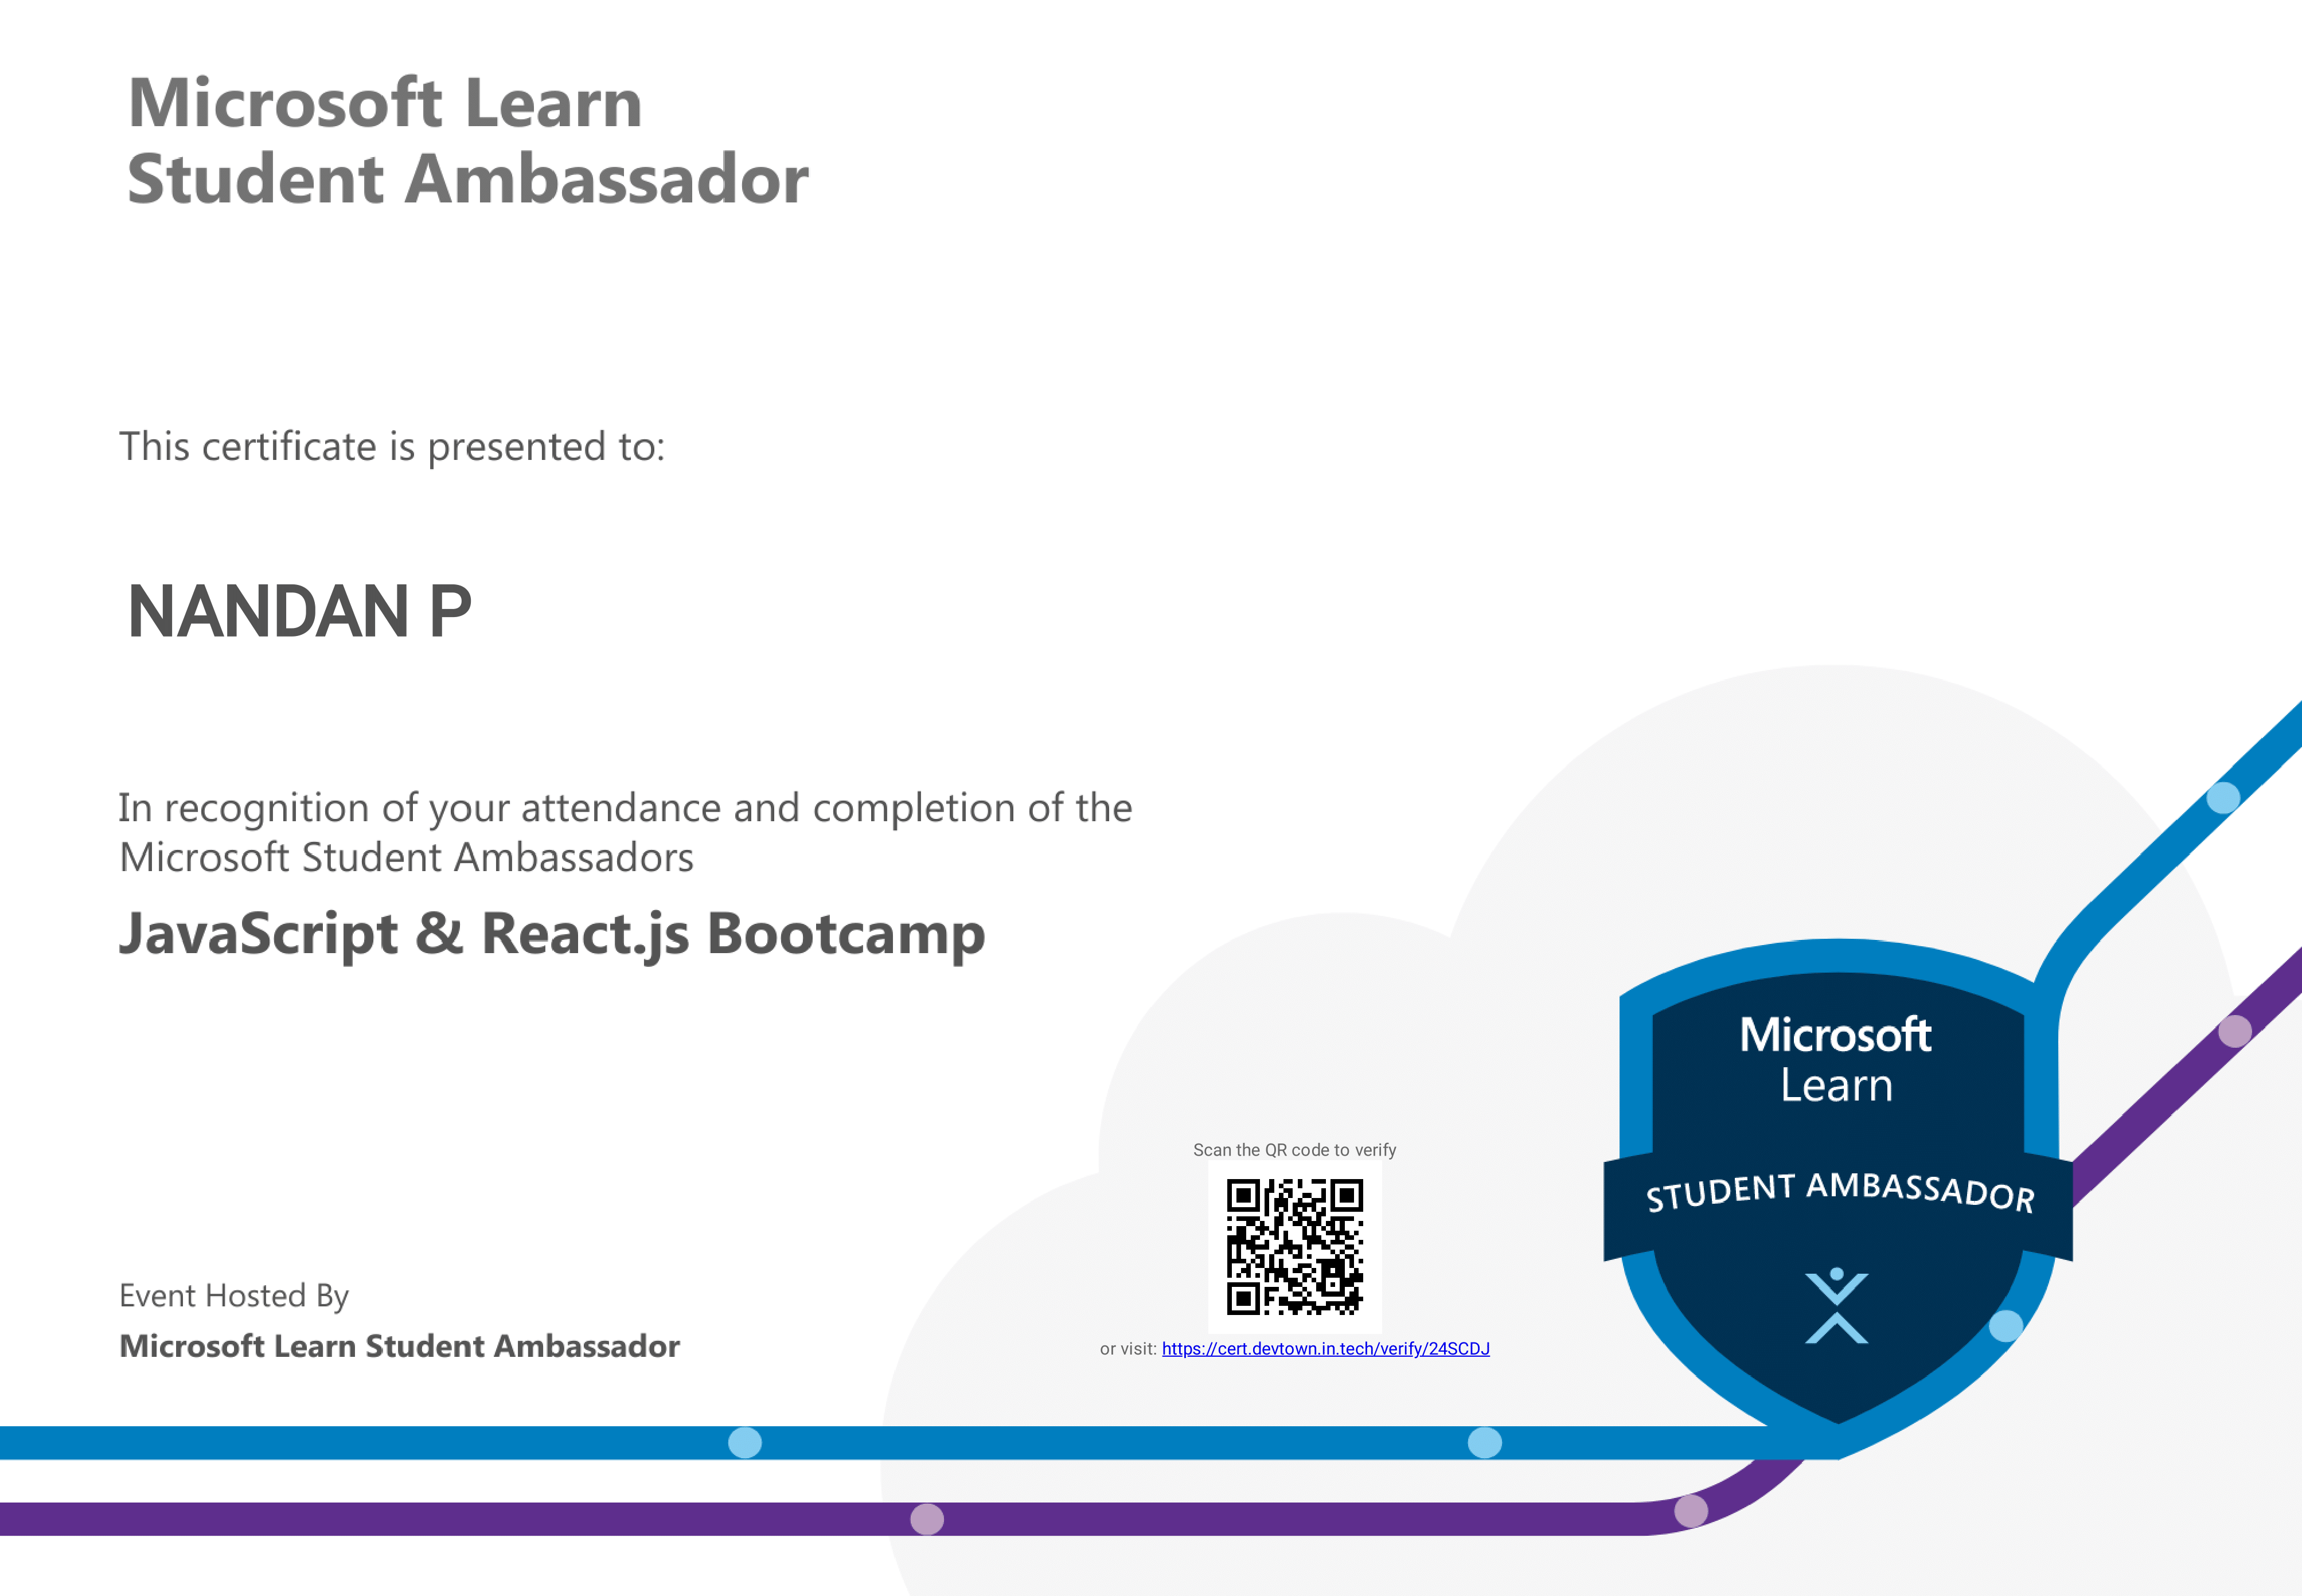 Microsoft Learn
Student Ambassador
This certificate is presented to:
NANDAN P
In recognition of your attendance and completion of the
Microsoft Student Ambassadors
JavaScript & React.js Bootcamp
Scan the QR code to verify
or visit: https://cert.devtown.in.tech/verify/24SCDJ
Event Hosted By
Microsoft Learn Student Ambassador
Microsoft
Learn
STUDENT AMBASSADOR